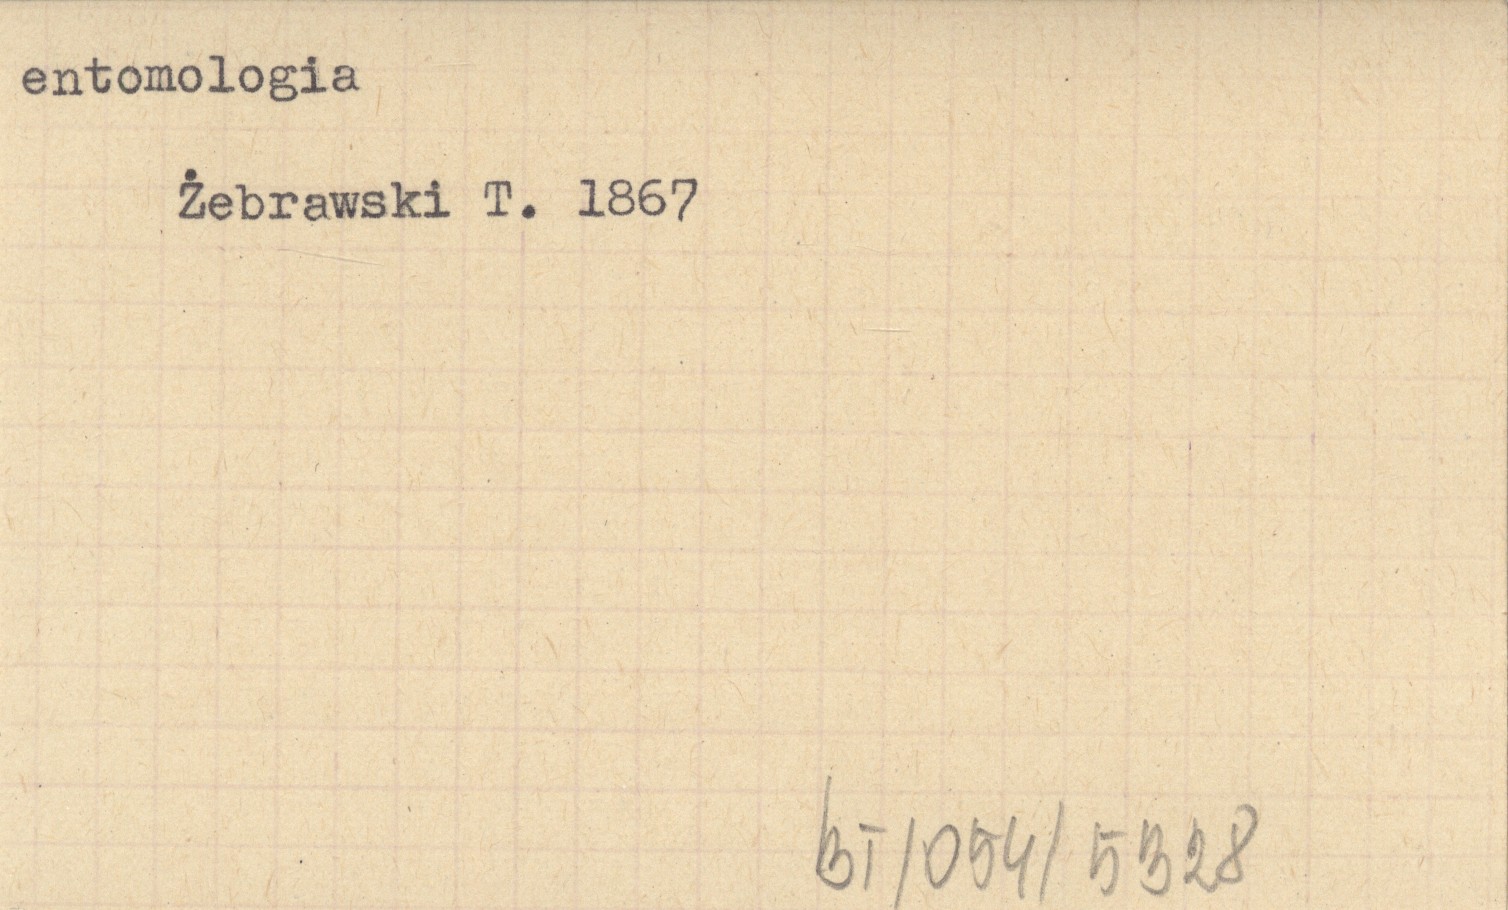 entomologia
Żebrawski T. 1867
BT/054/5328